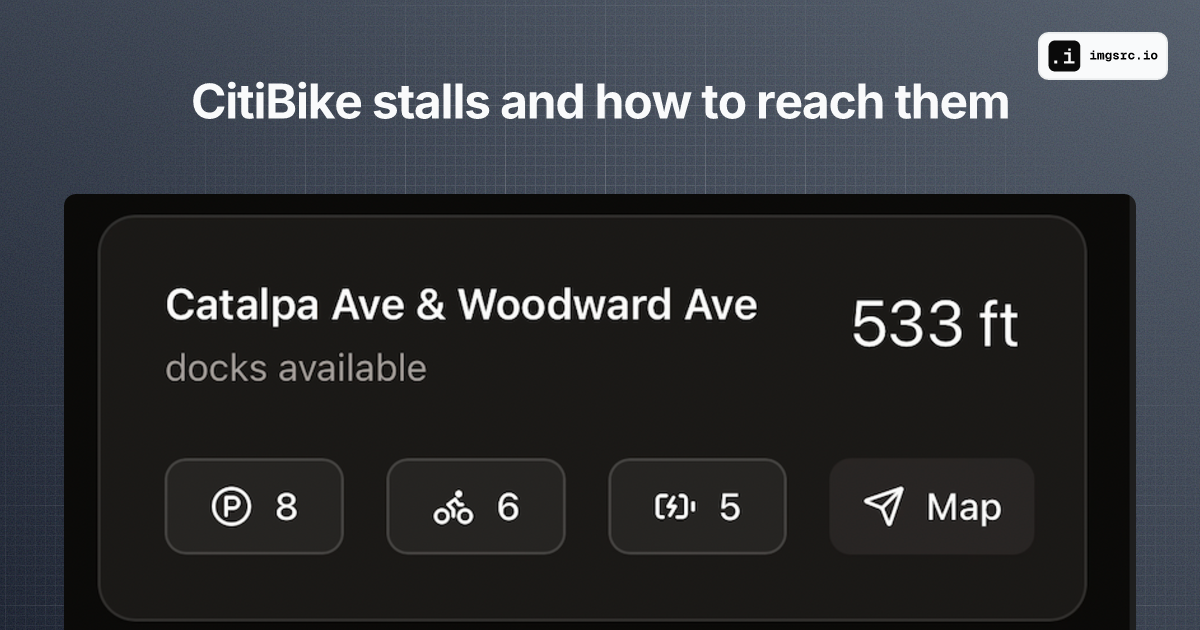 .i imgsrc.io
CitiBike stalls and how to reach them
Catalpa Ave & Woodward Ave
533 ft
docks available
P 8
6
5
Map